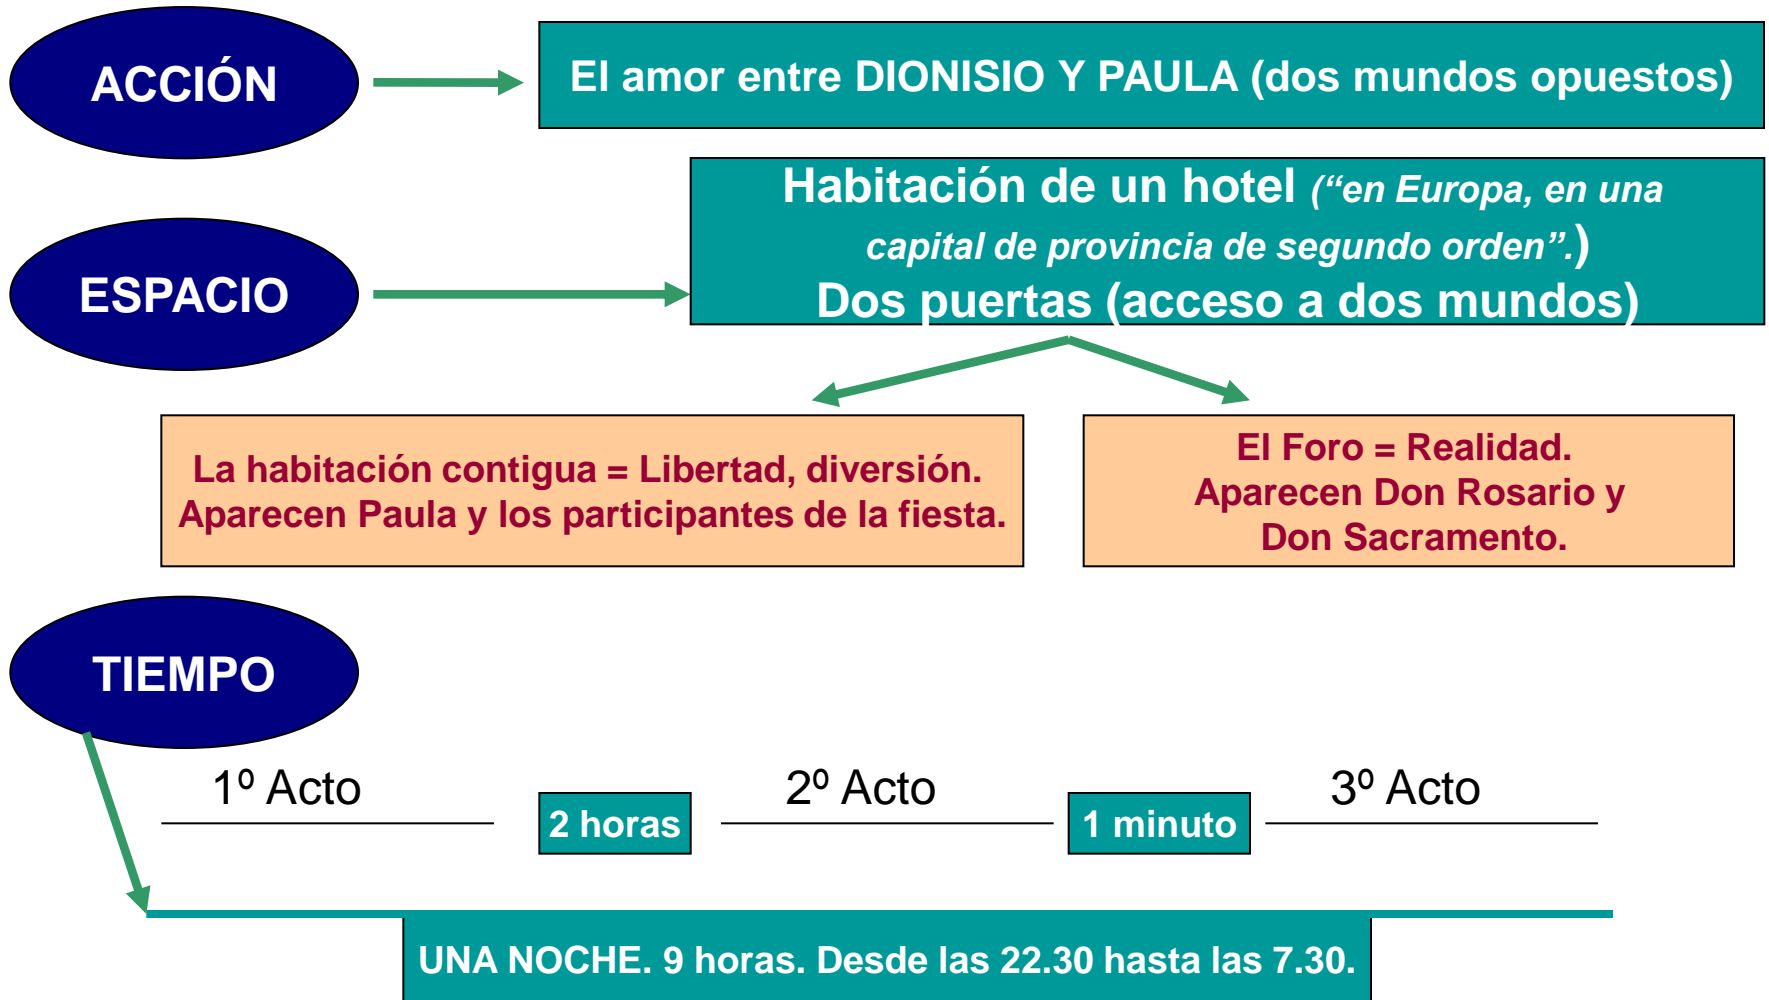 ACCIÓN
El amor entre DIONISIO Y PAULA (dos mundos opuestos)
ESPACIO
Habitación de un hotel (“en Europa, en una
capital de provincia de segundo orden”.)
Dos puertas (acceso a dos mundos)
La habitación contigua = Libertad, diversión.
Aparecen Paula y los participantes de la fiesta.
El Foro = Realidad.
Aparecen Don Rosario y
Don Sacramento.
TIEMPO
1º Acto
2 horas
2º Acto
1 minuto
3º Acto
UNA NOCHE. 9 horas. Desde las 22.30 hasta las 7.30.